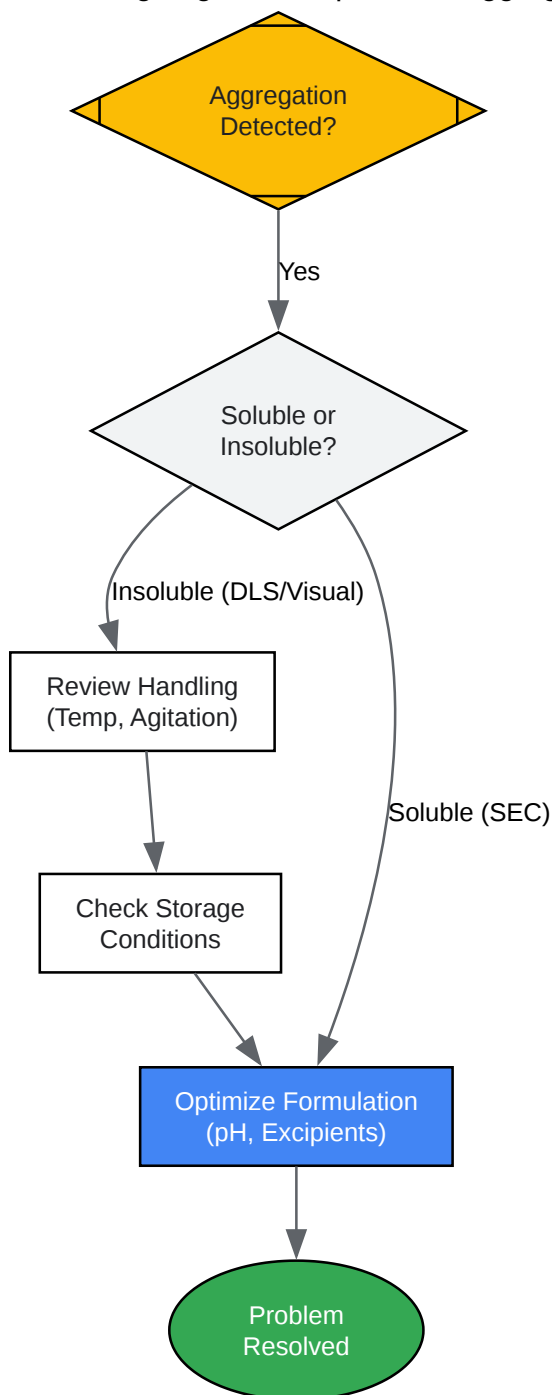 Aggregation
Detected?
Yes
Soluble or
Insoluble?
Insoluble (DLS/Visual)
Review Handling
(Temp, Agitation)
Soluble (SEC)
Check Storage
Conditions
Optimize Formulation
(pH, Excipients)
Problem
Resolved